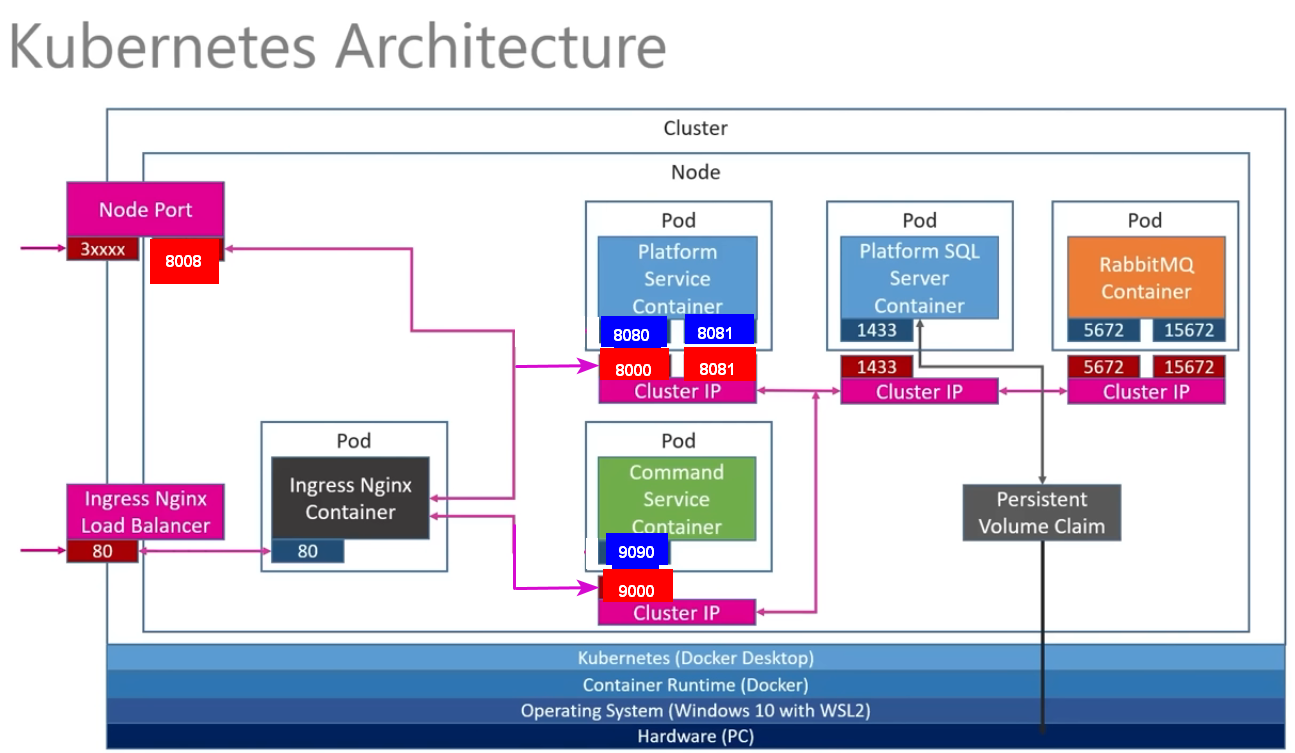 Kubernetes Architecture
Cluster
Node
Node Port
3xxxx
8008
Pod
Platform
Service
Container
8080
8081
8000
8081
Cluster IP
Pod
Platform SQL
Server
Container
1433
1433
Cluster IP
Pod
RabbitMQ
Container
5672
15672
5672
15672
Cluster IP
Ingress Nginx
Load Balancer
80
Pod
Ingress Nginx
Container
80
Pod
Command
Service
Container
9090
9000
Cluster IP
Persistent
Volume Claim
Kubernetes (Docker Desktop)
Container Runtime (Docker)
Operating System (Windows 10 with WSL2)
Hardware (PC)